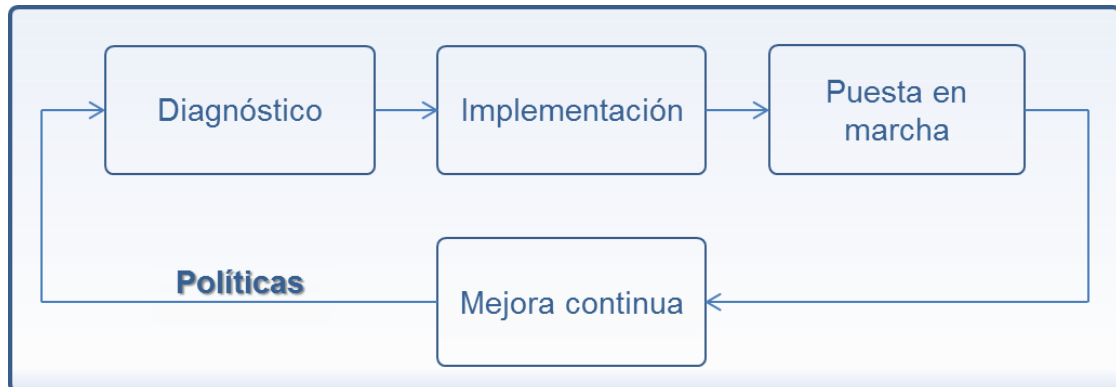 Diagnóstico
Implementación
Puesta en
marcha
Políticas
Mejora continua